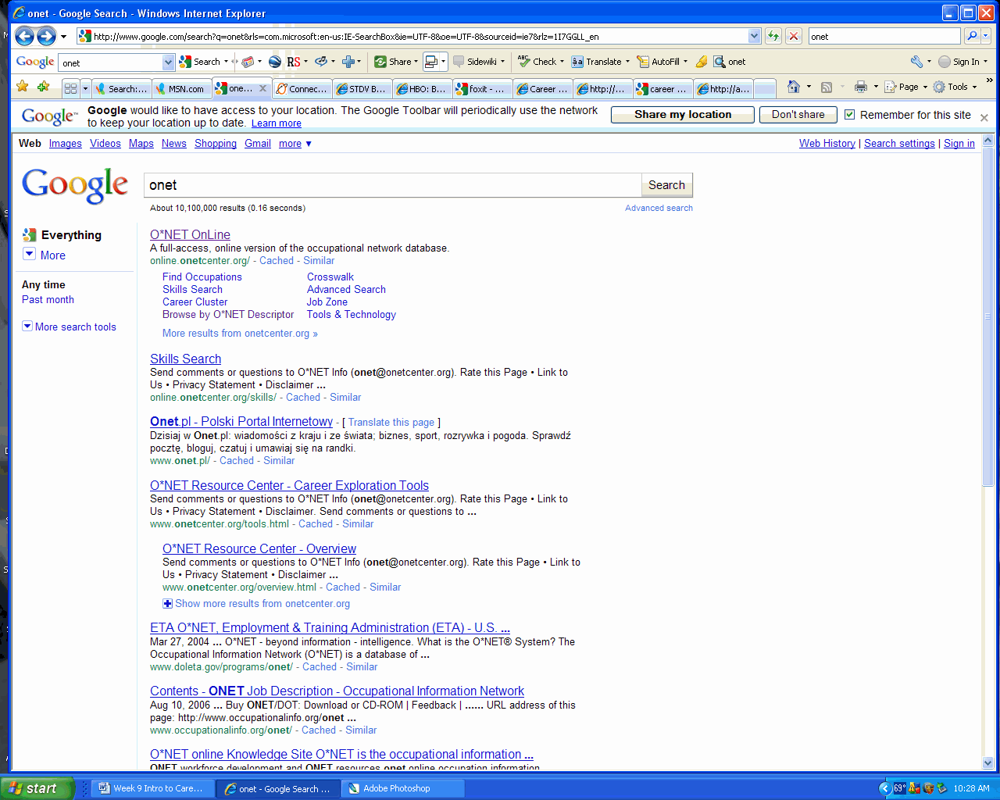 onet - Google Search - Windows Internet Explorer
http://www.google.com/search?q=onet&rls=com.microsoft:en-us:IE-SearchBox&ie=UTF-8&oe=UTF-8&sourceid=ie7&rlz=1I7GGLL_en
onet
Google onet Search RS Share Sidewiki Check Translate AutoFill onet Sign In
Search:... MSN.com one... Connec... STDV B... HBO: B... foxit - ... Career ... http://... career ... http://a... Page Tools
Google Google would like to have access to your location. The Google Toolbar will periodically use the network
to keep your location up to date. Learn more
Share my location Don't share Remember for this site
Web Images Videos Maps News Shopping Gmail more ▼ Web History | Search settings | Sign in
Google onet Search
About 10,100,000 results (0.16 seconds) Advanced search
Everything
More
Any time
Past month
More search tools
O*NET OnLine
A full-access, online version of the occupational network database.
online.onetcenter.org/ - Cached - Similar
Find Occupations Crosswalk
Skills Search Advanced Search
Career Cluster Job Zone
Browse by O*NET Descriptor Tools & Technology
More results from onetcenter.org »
Skills Search
Send comments or questions to O*NET Info (onet@onetcenter.org). Rate this Page • Link to
Us • Privacy Statement • Disclaimer ...
online.onetcenter.org/skills/ - Cached - Similar
Onet.pl - Polski Portal Internetowy - [ Translate this page ]
Dzisiaj w Onet.pl: wiadomości z kraju i ze świata; biznes, sport, rozrywka i pogoda. Sprawdź
pocztę, bloguj, czatuj i umawiaj się na randki.
www.onet.pl/ - Cached - Similar
O*NET Resource Center - Career Exploration Tools
Send comments or questions to O*NET Info (onet@onetcenter.org). Rate this Page • Link to
Us • Privacy Statement • Disclaimer. Send comments or questions to ...
www.onetcenter.org/tools.html - Cached - Similar
O*NET Resource Center - Overview
Send comments or questions to O*NET Info (onet@onetcenter.org). Rate this Page • Link to
Us • Privacy Statement • Disclaimer ...
www.onetcenter.org/overview.html - Cached - Similar
Show more results from onetcenter.org
ETA O*NET, Employment & Training Administration (ETA) - U.S. ...
Mar 27, 2004 ... O*NET - beyond information - intelligence. What is the O*NET® System? The
Occupational Information Network (O*NET) is a database of ...
www.doleta.gov/programs/onet/ - Cached - Similar
Contents - ONET Job Description - Occupational Information Network
Aug 10, 2006 ... Buy ONET/DOT: Download or CD-ROM | Feedback | ...... URL address of this
page: http://www.occupationalinfo.org/onet ...
www.occupationalinfo.org/onet/ - Cached - Similar
O*NET online Knowledge Site O*NET is the occupational information ...
ONET workforce development and ONET resources onet online occupation information
start Week 9 Intro to Care... onet - Google Search ... Adobe Photoshop 69° 10:28 AM